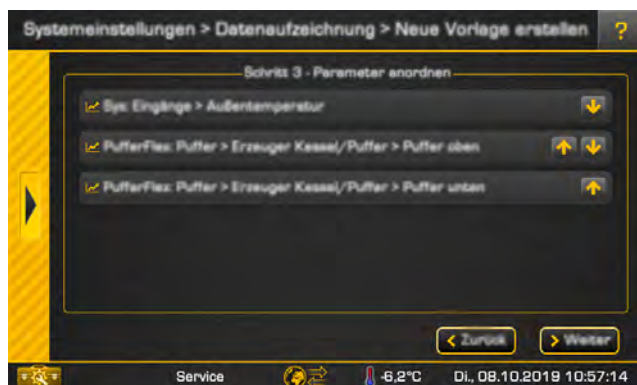 Systemeinstellungen > Datenaufzeichnung > Neue Vorlage erstellen ?
Schritt 3 - Parameter anordnen
Sys: Eingänge > Außentemperatur
PufferFlex: Puffer > Erzeuger Kessel/Puffer > Puffer oben
PufferFlex: Puffer > Erzeuger Kessel/Puffer > Puffer unten
< Zurück > Weiter
Service -6,2°C Di., 08.10.2019 10:57:14